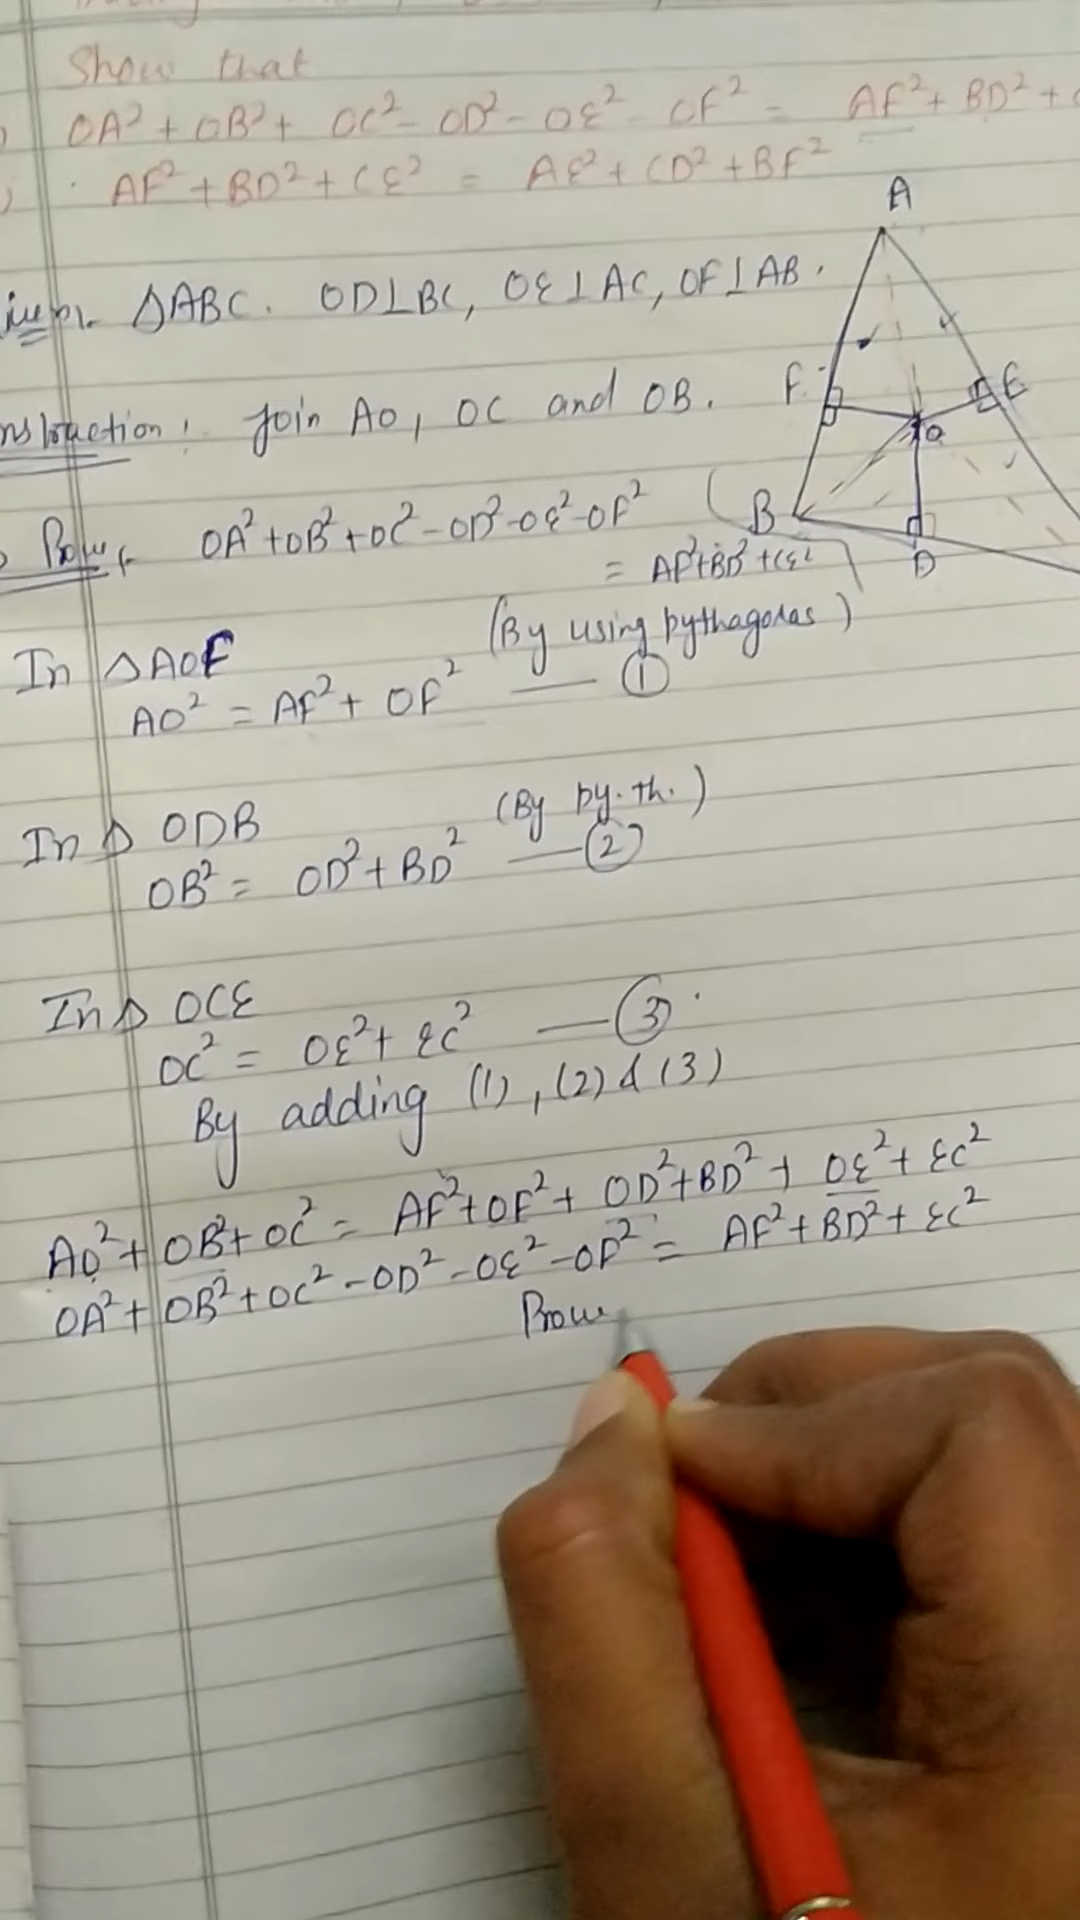 Show that
OA² + OB² + OC² - OD² - OE² - OF² = AF² + BD² +
AF² + BD² + CE² = AE² + CD² + BF²
A
△ABC. OD⊥BC, OE⊥AC, OF⊥AB.
F
E
Join AO, OC and OB.
O
B
OA² + OB² + OC² - OD² - OE² - OF²
= AF² + BD² + CE²
D
In △AOF (By using pythagoras)
AO² = AF² + OF² — ①
In △ ODB (By py. th.)
OB² = OD² + BD² — ②
In △ OCE
OC² = OE² + EC² — ③
By adding (1), (2) & (3)
AO² + OB² + OC² = AF² + OF² + OD² + BD² + OE² + EC²
OA² + OB² + OC² - OD² - OE² - OF² = AF² + BD² + EC²